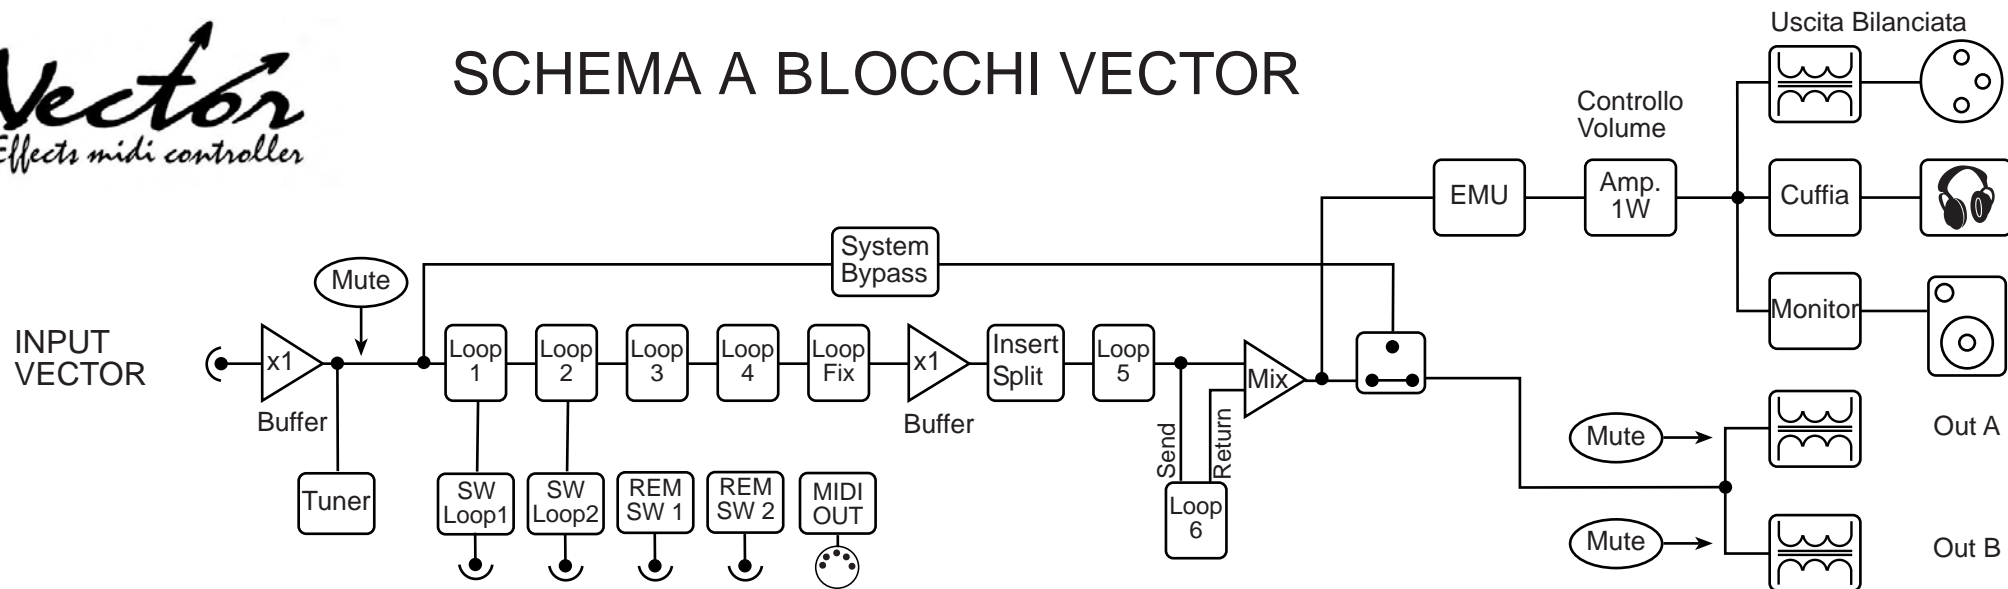 Vector
Effects midi controller
SCHEMA A BLOCCHI VECTOR
Uscita Bilanciata
Controllo
Volume
EMU
Amp.
1W
Cuffia
System
Bypass
Mute
Monitor
INPUT
VECTOR
x1
Buffer
Loop
1
Loop
2
Loop
3
Loop
4
Loop
Fix
x1
Buffer
Insert
Split
Loop
5
Mix
Send
Return
Mute
Out A
Tuner
SW
Loop1
SW
Loop2
REM
SW 1
REM
SW 2
MIDI
OUT
Loop
6
Mute
Out B